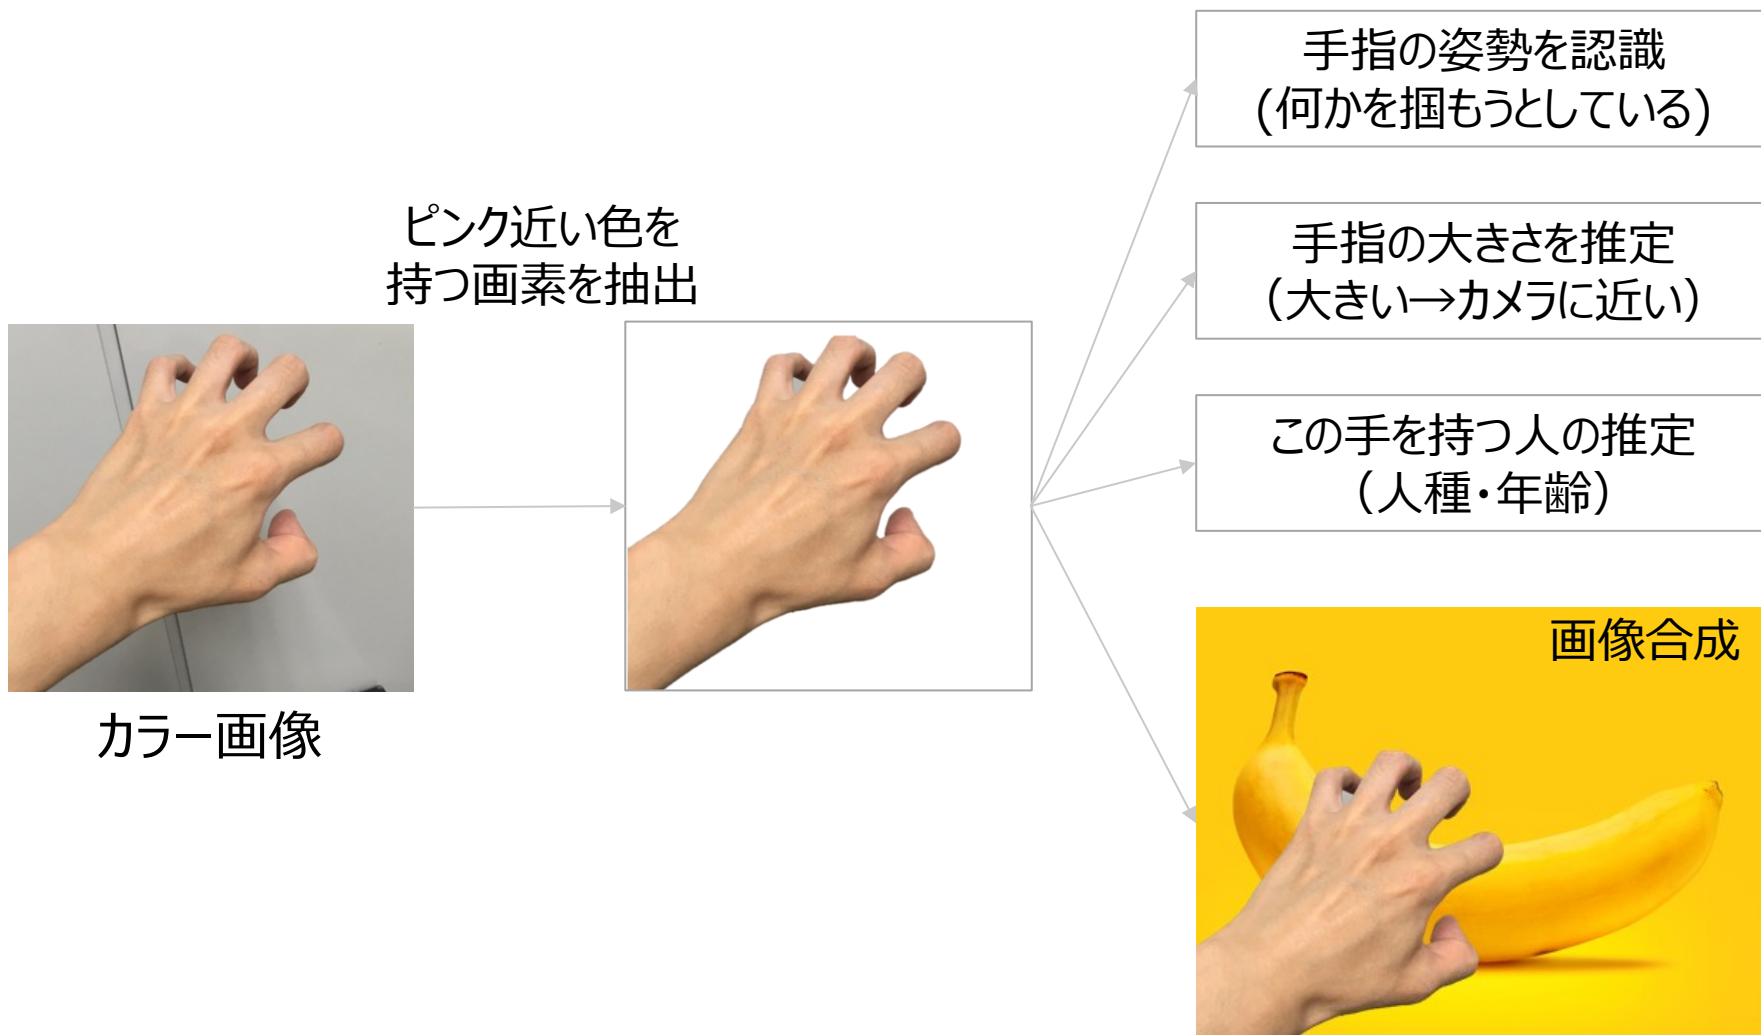 手指の姿勢を認識
(何かを掴もうとしている)
ピンク近い色を
持つ画素を抽出
手指の大きさを推定
（大きい→カメラに近い）
この手を持つ人の推定
（人種・年齢）
カラー画像
画像合成